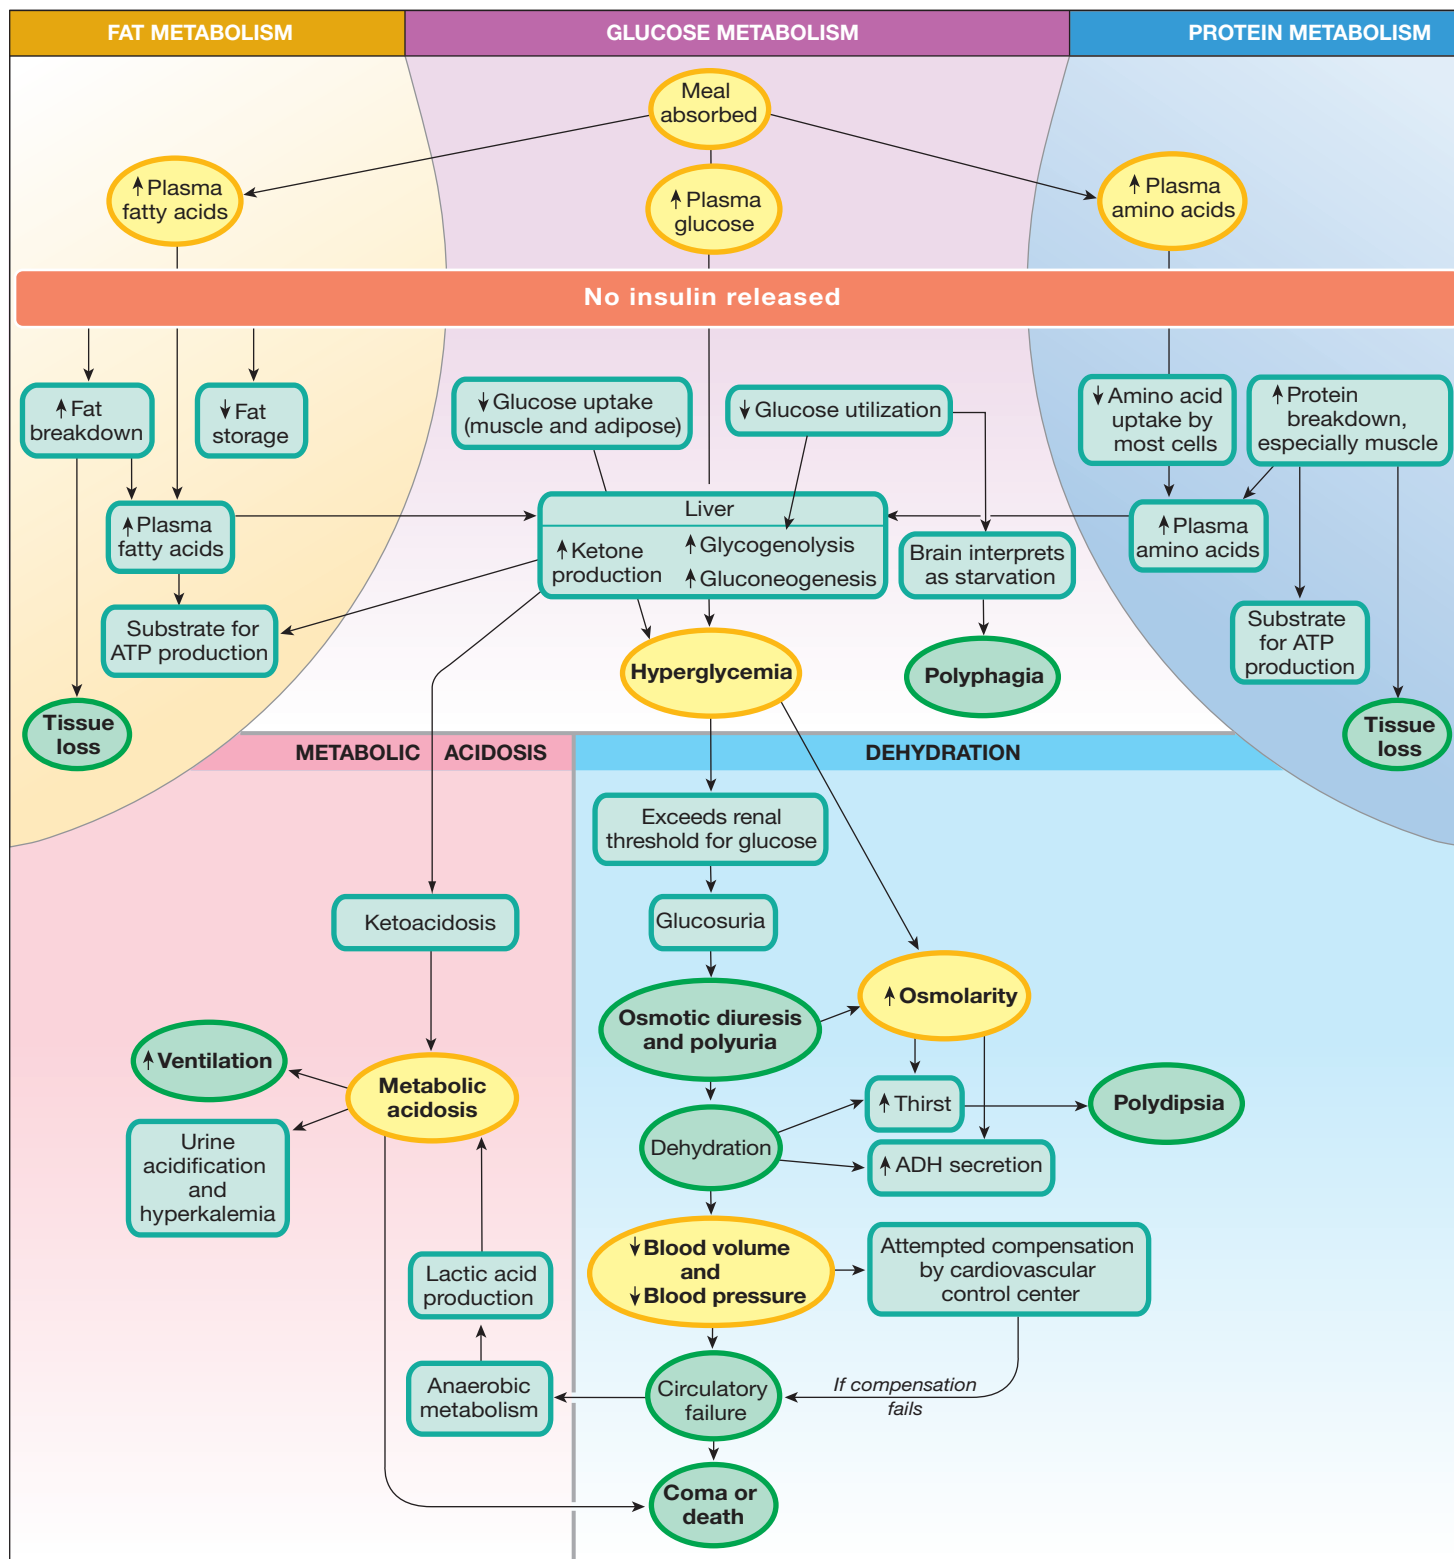 FAT METABOLISM
GLUCOSE METABOLISM
PROTEIN METABOLISM
Meal
absorbed
↑ Plasma
fatty acids
↑ Plasma
glucose
↑ Plasma
amino acids
No insulin released
↑ Fat
breakdown
↓ Fat
storage
↓ Glucose uptake
(muscle and adipose)
↓ Glucose utilization
↓ Amino acid
uptake by
most cells
↑ Protein
breakdown,
especially muscle
↑ Plasma
fatty acids
Liver
↑ Ketone
production
↑ Glycogenolysis
↑ Gluconeogenesis
Brain interprets
as starvation
↑ Plasma
amino acids
Substrate for
ATP production
Hyperglycemia
Polyphagia
Substrate
for ATP
production
Tissue
loss
Tissue
loss
METABOLIC ACIDOSIS
DEHYDRATION
Exceeds renal
threshold for glucose
Ketoacidosis
Glucosuria
↑ Osmolarity
Osmotic diuresis
and polyuria
↑ Ventilation
Metabolic
acidosis
↑ Thirst
Polydipsia
Urine
acidification
and
hyperkalemia
Dehydration
↑ ADH secretion
↓ Blood volume
and
↓ Blood pressure
Attempted compensation
by cardiovascular
control center
Lactic acid
production
Anaerobic
metabolism
Circulatory
failure
If compensation
fails
Coma or
death